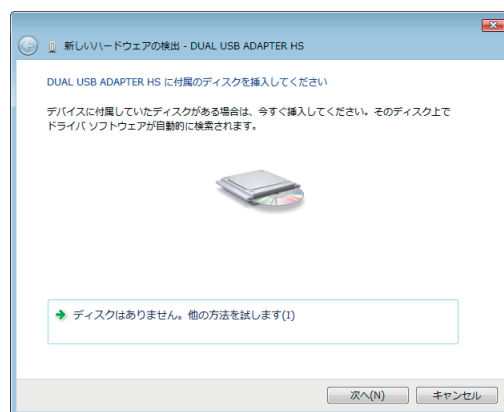 新しいハードウェアの検出 - DUAL USB ADAPTER HS
DUAL USB ADAPTER HS に付属のディスクを挿入してください
デバイスに付属していたディスクがある場合は、今すぐ挿入してください。そのディスク上で
ドライバ ソフトウェアが自動的に検索されます。
ディスクはありません。他の方法を試します(I)
次へ(N) キャンセル